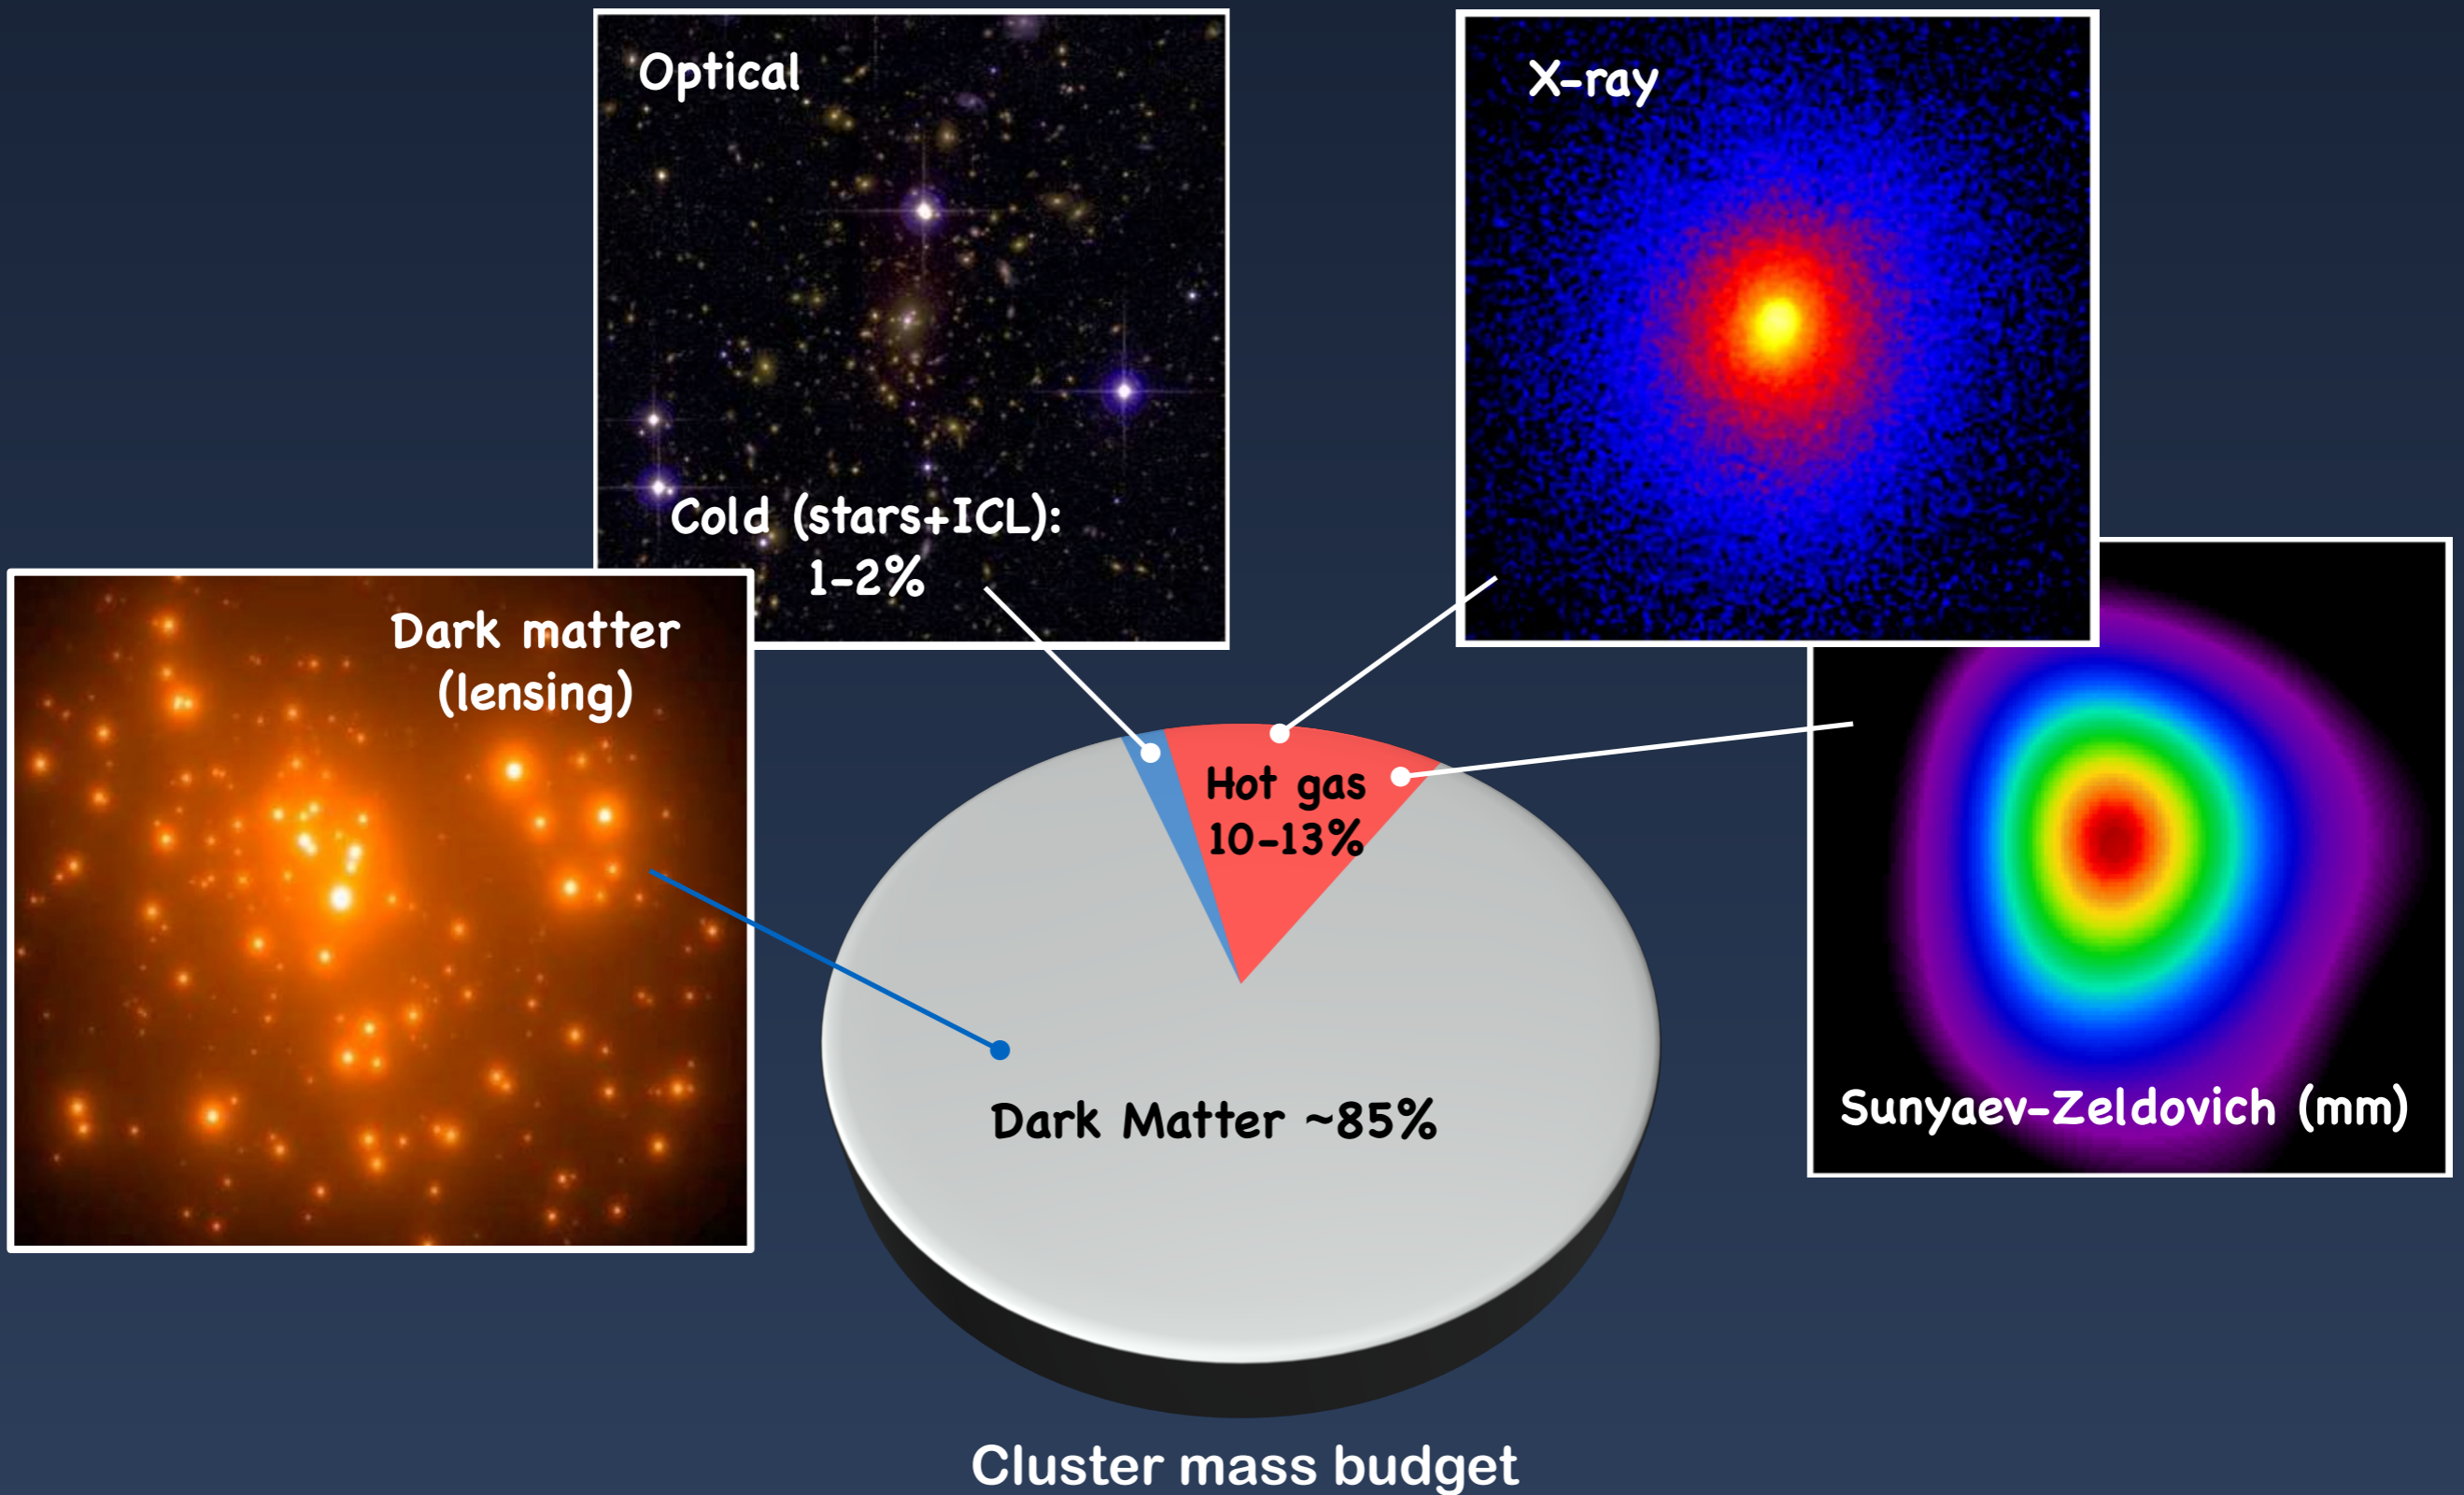 Optical
X-ray
Cold (stars+ICL):
1-2%
Dark matter
(lensing)
Hot gas
10-13%
Dark Matter ~85%
Sunyaev-Zeldovich (mm)
Cluster mass budget